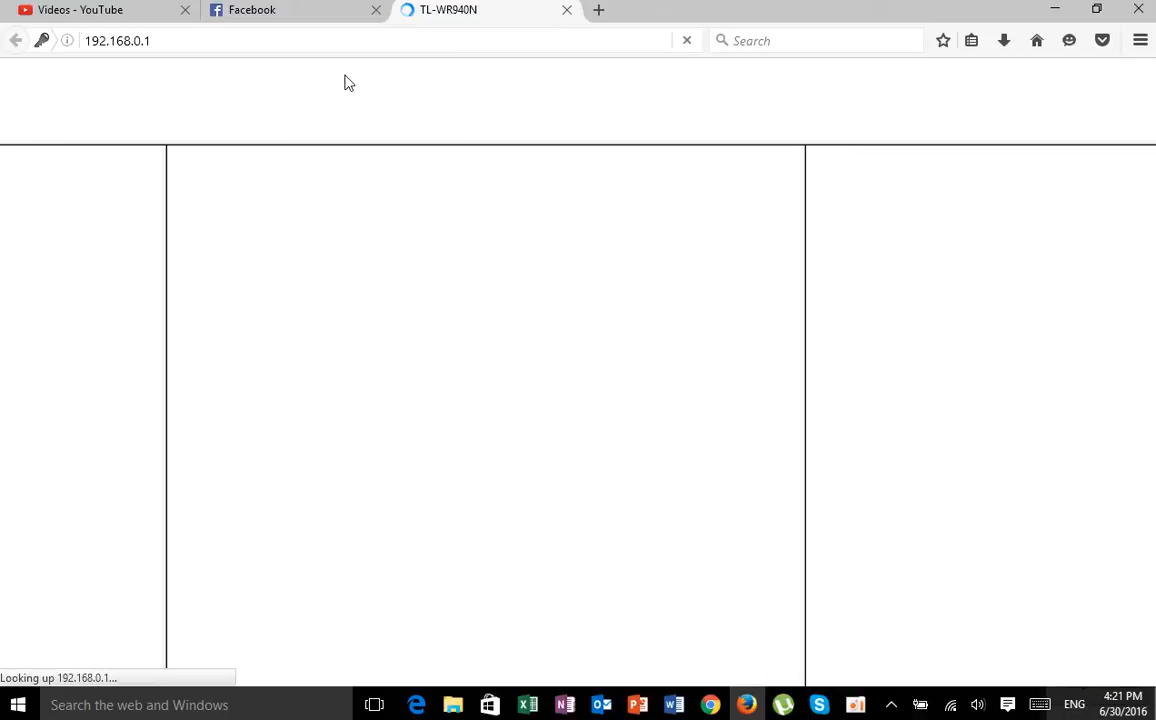 Videos - YouTube
Facebook
TL-WR940N
192.168.0.1
Search
Looking up 192.168.0.1...
Search the web and Windows
ENG
4:21 PM
6/30/2016